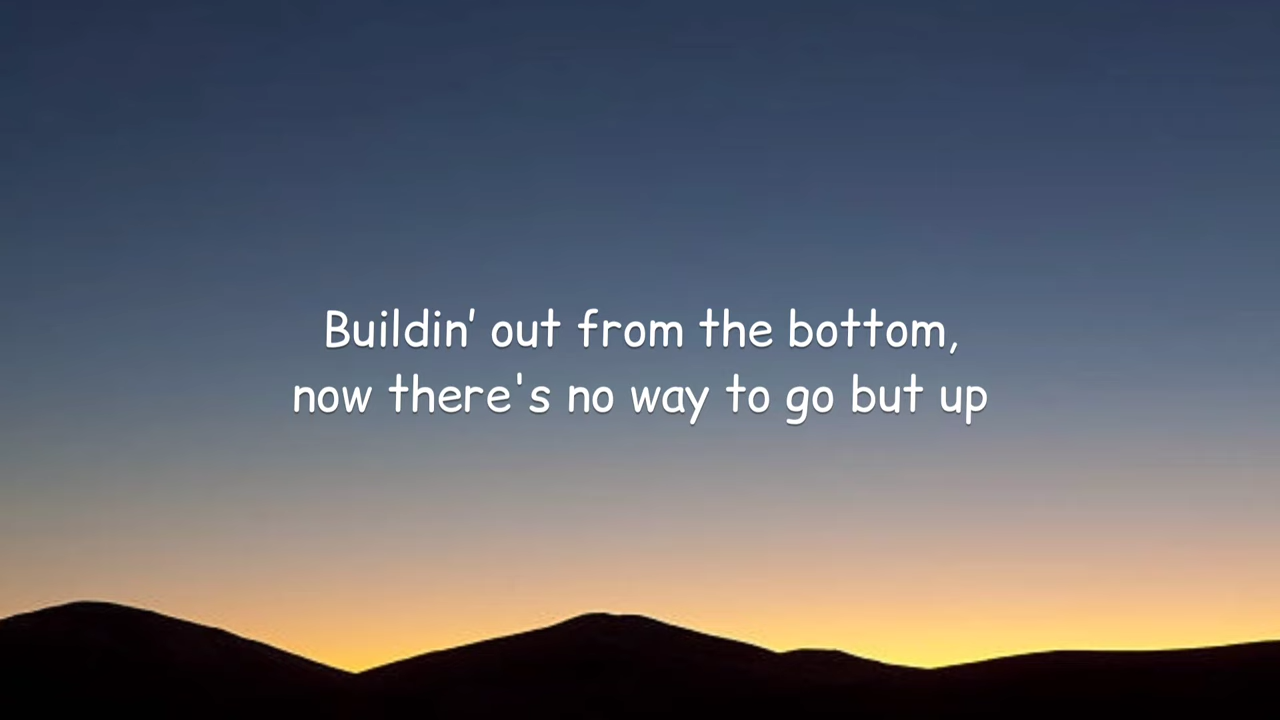 Buildin’ out from the bottom,
now there's no way to go but up